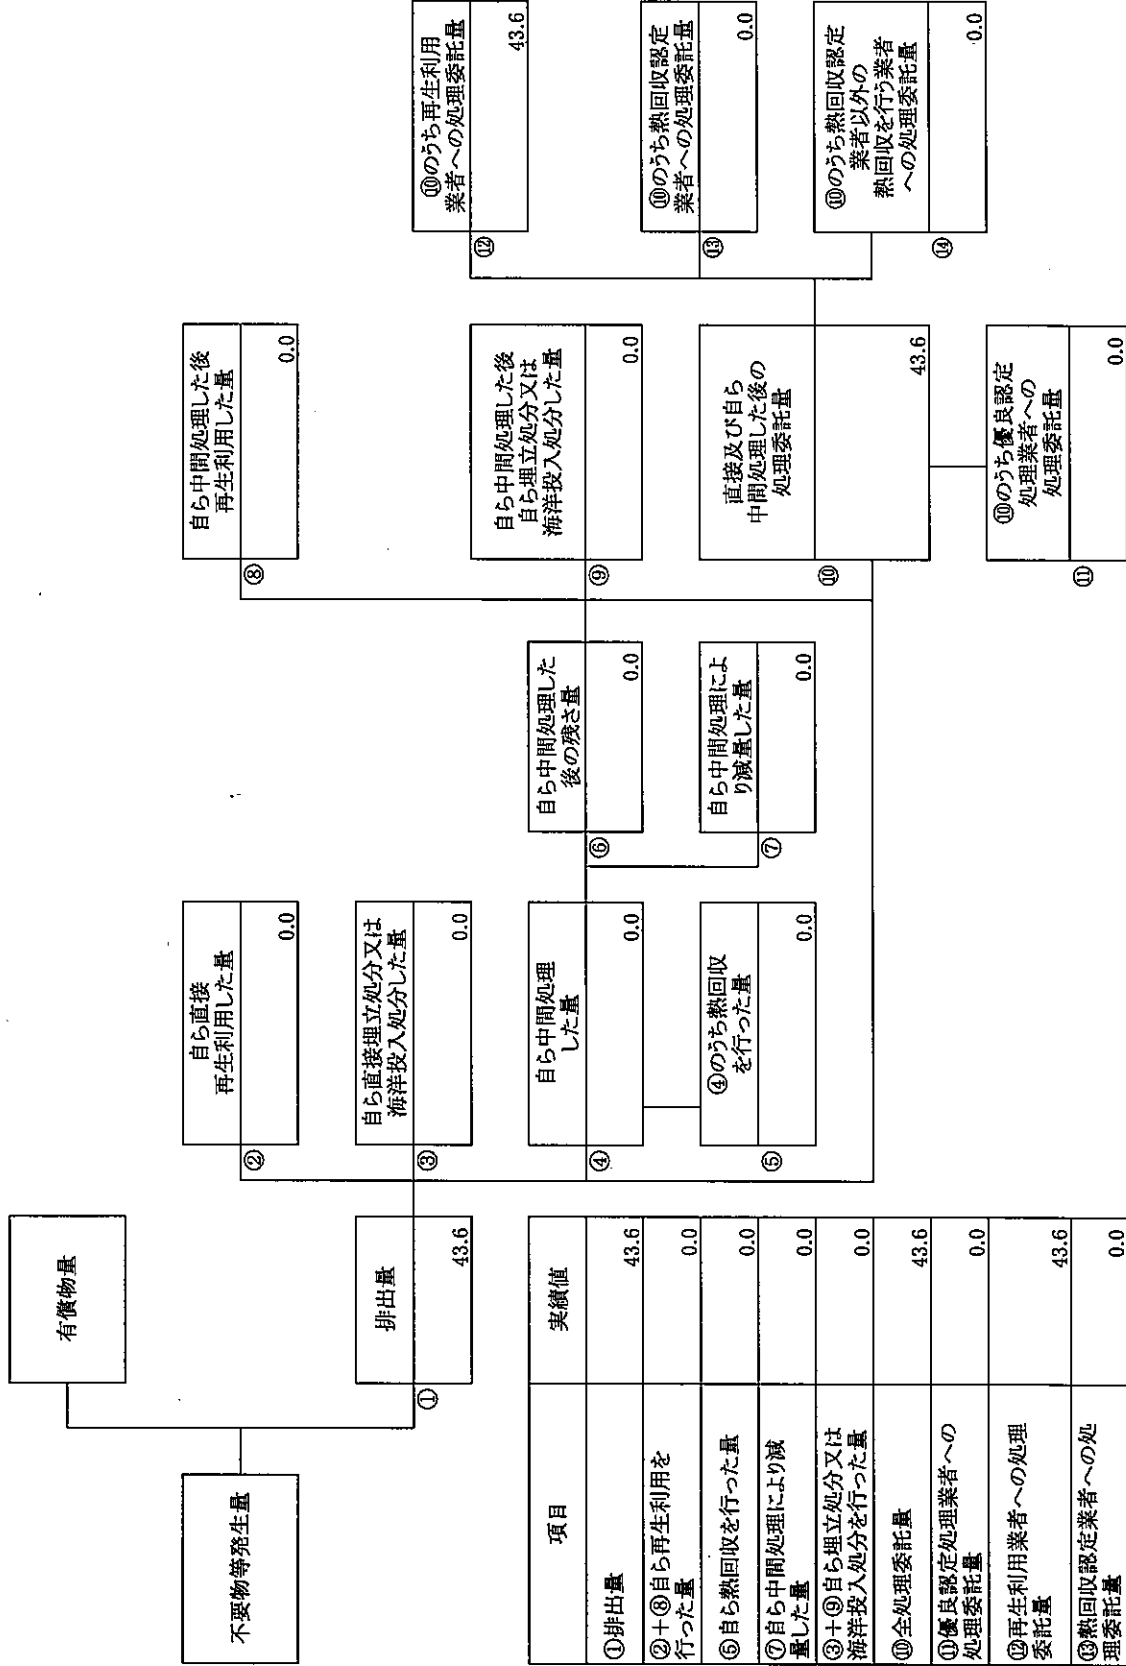 不要物等発生量
有償物量
排出量
①
43.6
自ら直接
再生利用した量
②
0.0
自ら直接埋立処分又は
海洋投入処分した量
③
0.0
自ら中間処理
した量
④
0.0
④のうち熱回収
を行った量
⑤
0.0
自ら中間処理した
後の残さ量
⑥
0.0
自ら中間処理によ
り減量した量
⑦
0.0
自ら中間処理した後
再生利用した量
⑧
0.0
自ら中間処理した後
自ら埋立処分又は
海洋投入処分した量
⑨
0.0
直接及び自ら
中間処理した後の
処理委託量
⑩
43.6
⑩のうち優良認定
処理業者への
処理委託量
⑪
0.0
⑩のうち再生利用
業者への処理委託量
⑫
43.6
⑩のうち熱回収認定
業者への処理委託量
⑬
0.0
⑩のうち熱回収認定
業者以外の
熱回収を行う業者
への処理委託量
⑭
0.0
項目 実績値
①排出量 43.6
②+⑧自ら再生利用を
行った量 0.0
⑤自ら熱回収を行った量 0.0
⑦自ら中間処理により減
量した量 0.0
③+⑨自ら埋立処分又は
海洋投入処分を行った量 0.0
⑩全処理委託量 43.6
⑪優良認定処理業者への
処理委託量 0.0
⑫再生利用業者への処理
委託量 43.6
⑬熱回収認定業者への処
理委託量 0.0